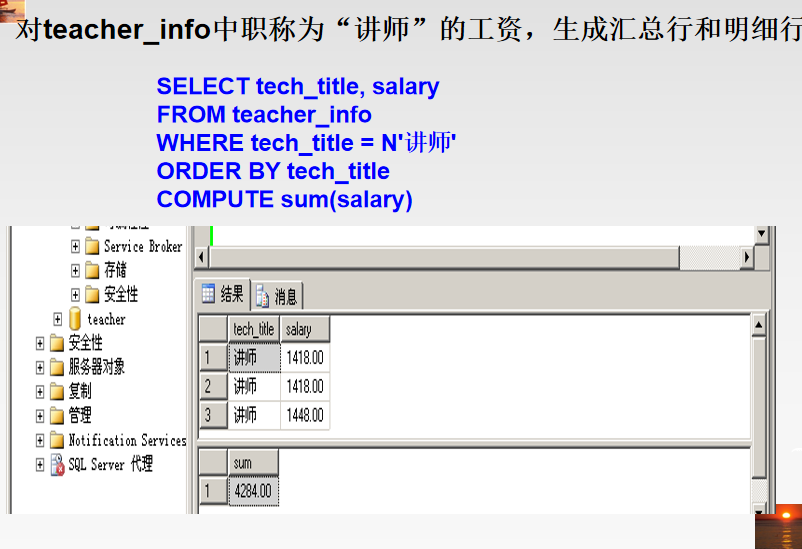 对teacher_info中职称为“讲师”的工资，生成汇总行和明细行
SELECT tech_title, salary
FROM teacher_info
WHERE tech_title = N'讲师'
ORDER BY tech_title
COMPUTE sum(salary)
Service Broker
存储
安全性
teacher
安全性
服务器对象
复制
管理
Notification Services
SQL Server 代理
结果 消息
tech_title salary
1 讲师 1418.00
2 讲师 1418.00
3 讲师 1448.00
sum
1 4284.00